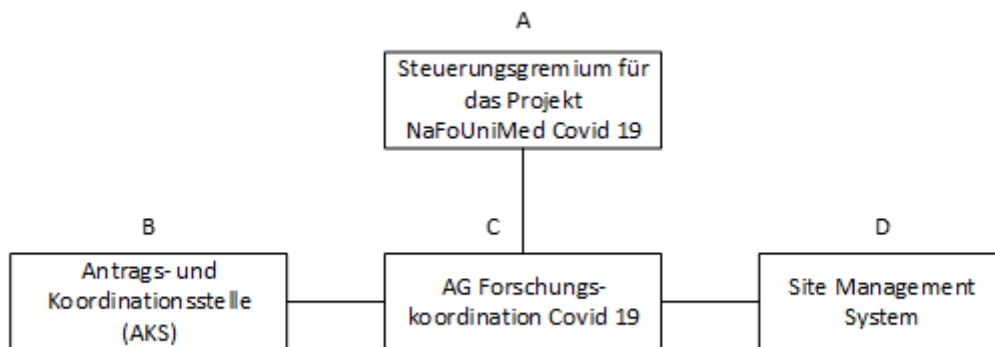 A
Steuerungsgremium für
das Projekt
NaFoUniMed Covid 19
B
Antrags- und
Koordinationsstelle
(AKS)
C
AG Forschungs-
koordination Covid 19
D
Site Management
System